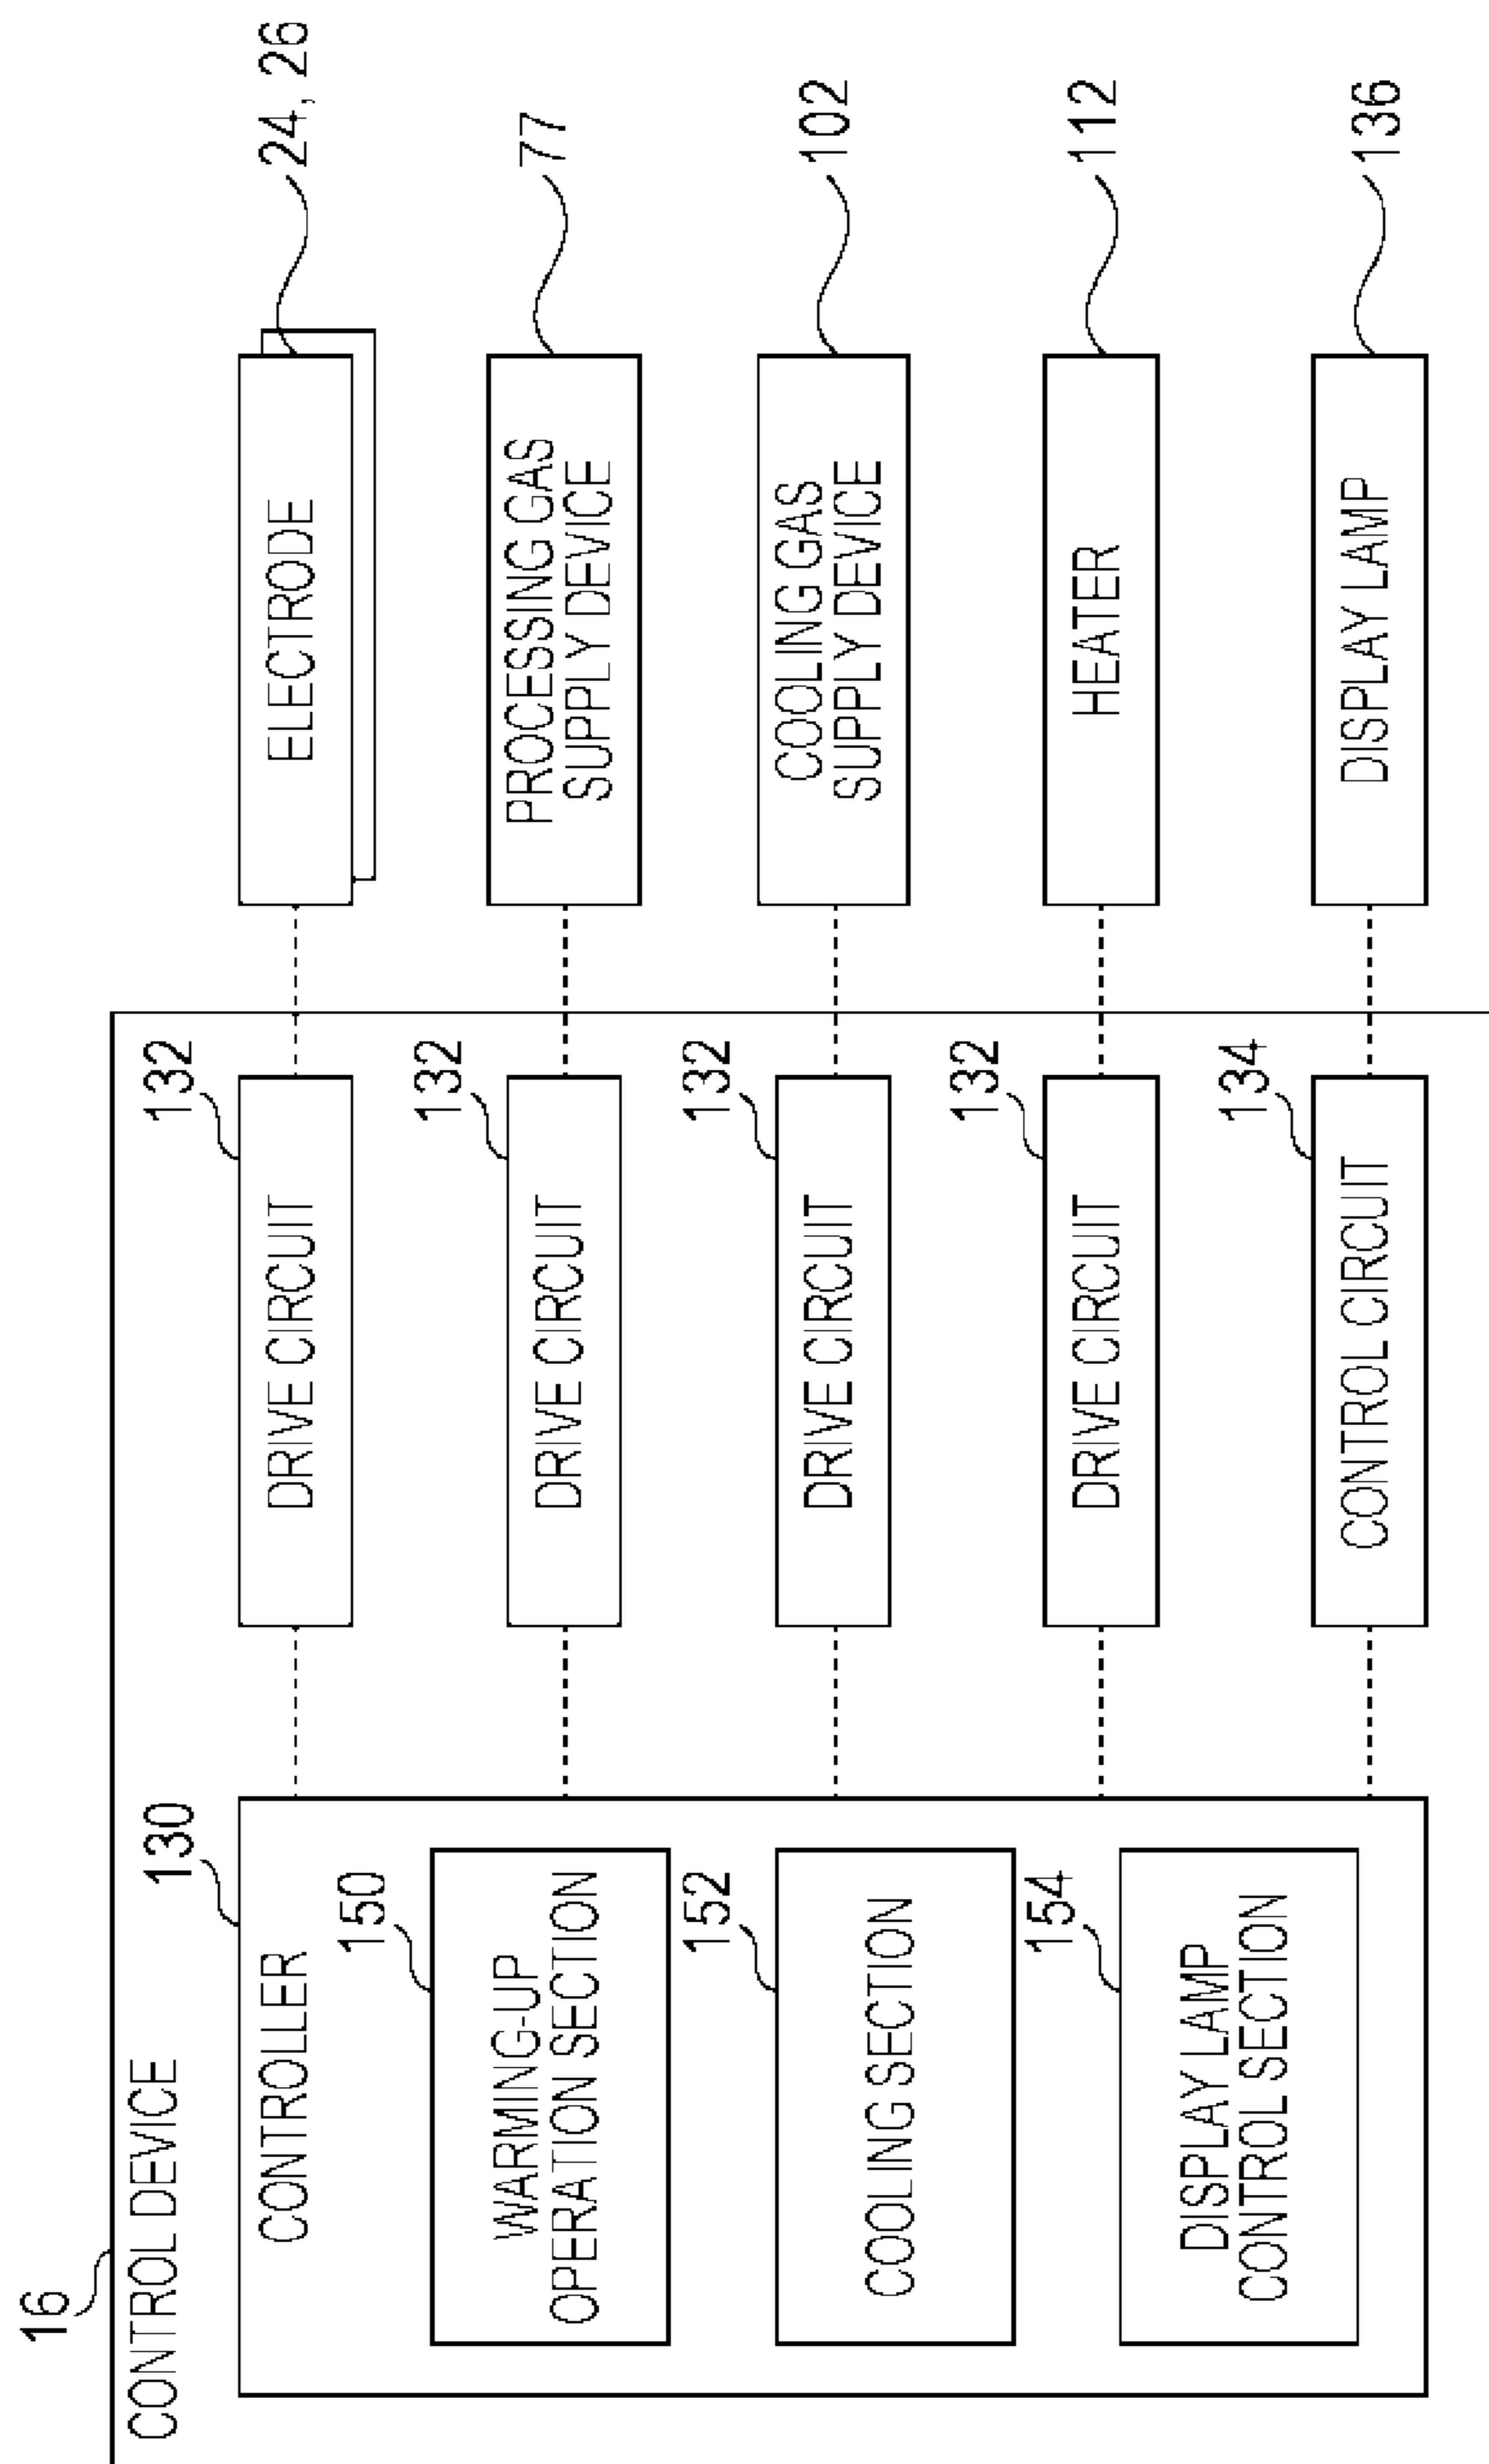 16
CONTROL DEVICE
130
CONTROLLER
150
WARMING-UP
OPERATION SECTION
152
COOLING SECTION
154
DISPLAY LAMP
CONTROL SECTION
132
DRIVE CIRCUIT
132
DRIVE CIRCUIT
132
DRIVE CIRCUIT
132
DRIVE CIRCUIT
134
CONTROL CIRCUIT
ELECTRODE
24, 26
PROCESSING GAS
SUPPLY DEVICE
77
COOLING GAS
SUPPLY DEVICE
102
HEATER
112
DISPLAY LAMP
136